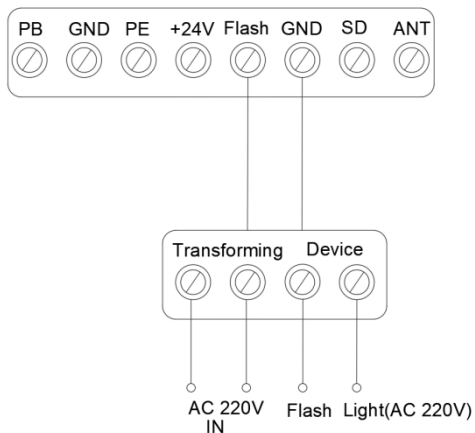 PB GND PE +24V Flash GND SD ANT
Transforming Device
AC 220V Flash Light(AC 220V)
IN